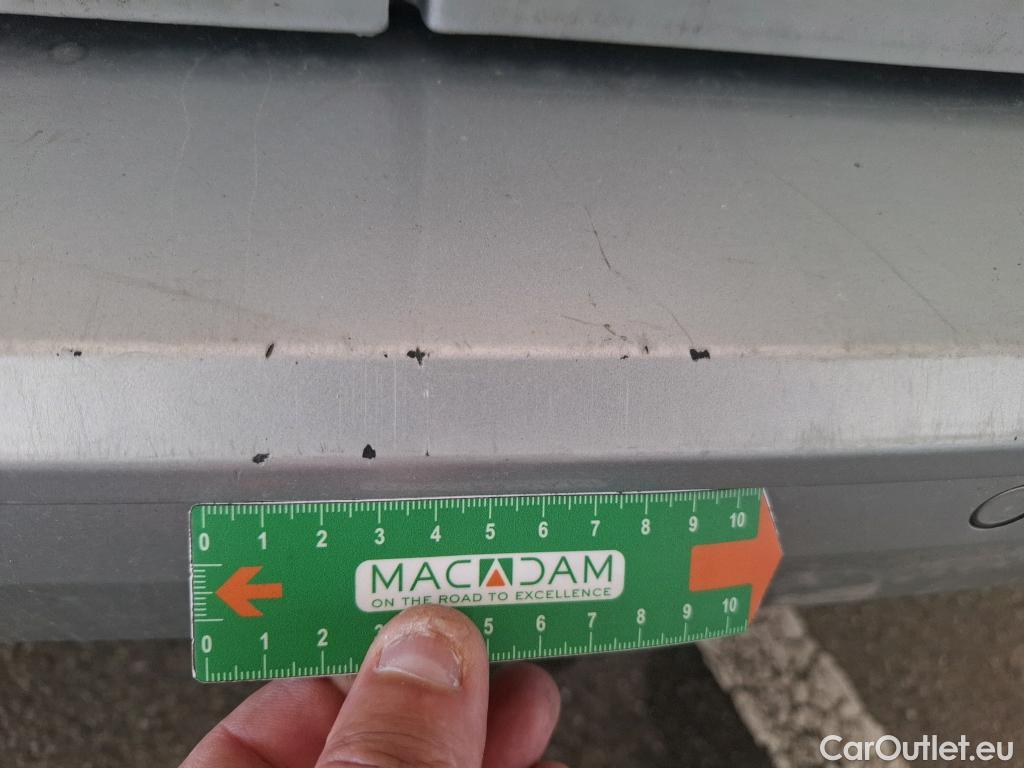 0 1 2 3 4 5 6 7 8 9 10
MACADAM
ON THE ROAD TO EXCELLENCE
0 1 2 3 5 6 7 8 9 10
CarOutlet.eu